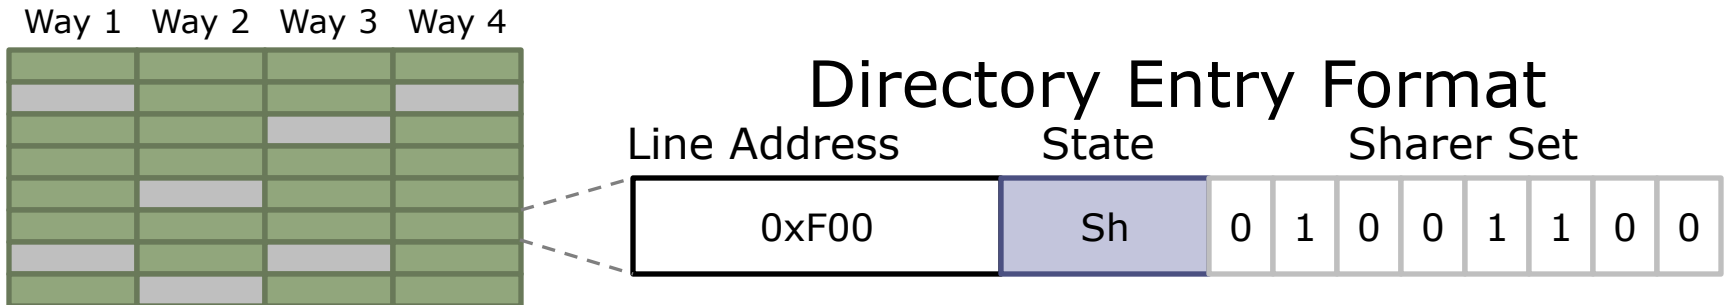 Way 1 Way 2 Way 3 Way 4
Directory Entry Format
Line Address State Sharer Set
0xF00 Sh 0 1 0 0 1 1 0 0